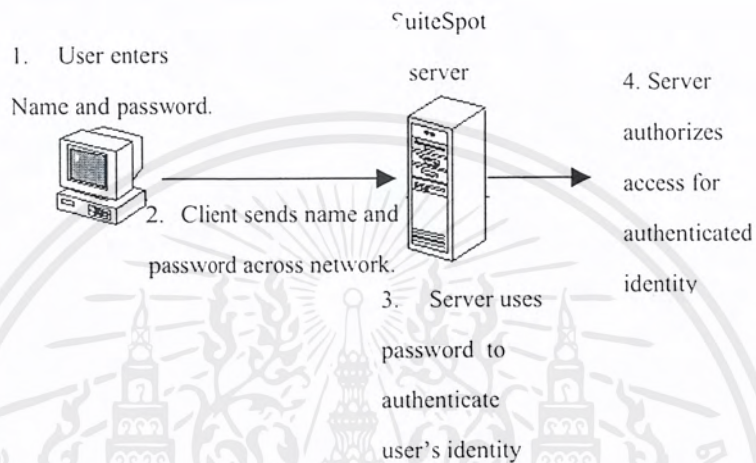 1. User enters
Name and password.
2. Client sends name and
password across network.
SuiteSpot
server
3. Server uses
password to
authenticate
user's identity
4. Server
authorizes
access for
authenticated
identity